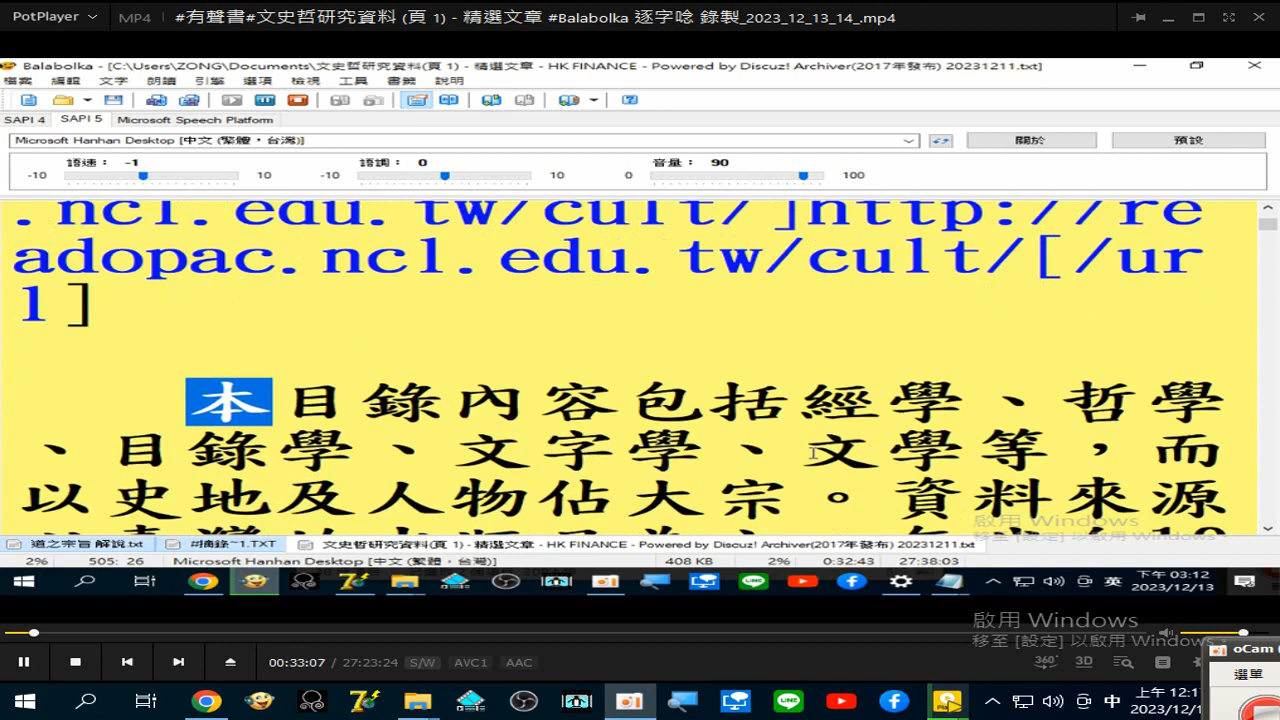 PotPlayer MP4 #有聲書#文史哲研究資料 (頁 1) - 精選文章 #Balabolka 逐字唸 錄製_2023_12_13_14_.mp4
Balabolka - [C:\Users\ZONG\Documents\文史哲研究資料(頁 1) - 精選文章 - HK FINANCE - Powered by Discuz! Archiver(2017年發布) 20231211.txt]
檔案 編輯 文字 朗讀 引擎 選項 檢視 工具 書籤 說明
SAPI 4 SAPI 5 Microsoft Speech Platform
Microsoft Hanhan Desktop [中文 (繁體，台灣)] 關於 預設
語速： -1 語調： 0 音量： 90
-10 10 -10 10 0 100
.ncl.edu.tw/cult/]http://re
adopac.ncl.edu.tw/cult/[/ur
l]
本目錄內容包括經學、哲學
、目錄學、文字學、文學等，而
以史地及人物佔大宗。資料來源
啟用 Windows
道之宗旨 解說.txt #摘錄~1.TXT 文史哲研究資料(頁 1) - 精選文章 - HK FINANCE - Powered by Discuz! Archiver(2017年發布) 20231211.txt
2% 505: 26 Microsoft Hanhan Desktop [中文 (繁體，台灣)] 408 KB 2% 0:32:43 27:38:03
英 下午 03:12
2023/12/13
啟用 Windows
移至 [設定] 以啟用 Windows
00:33:07 / 27:23:24 S/W AVC1 AAC 360° 3D
oCam
選單
中 上午 12:1
2023/12/1